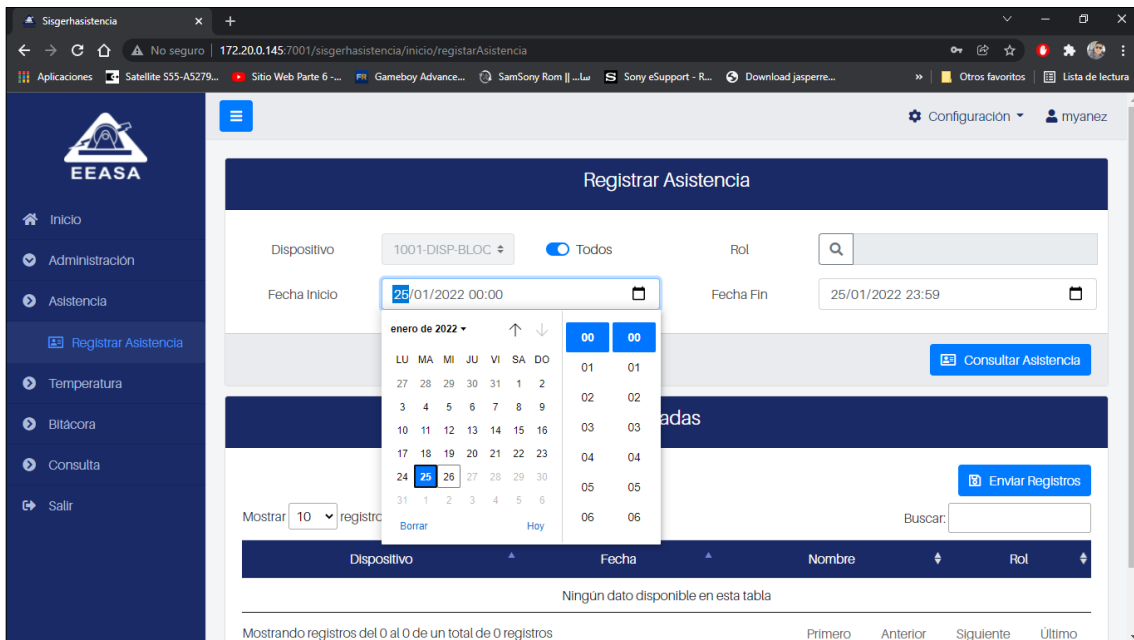 Sisgerhasistencia
No seguro | 172.20.0.145:7001/sisgerhasistencia/inicio/registarAsistencia
Aplicaciones Satellite S55-A5279... Sitio Web Parte 6 -... Gameboy Advance... SamSony Rom || ... Sony eSupport - R... Download jasperre... » Otros favoritos Lista de lectura
EEASA
Inicio
Administración
Asistencia
Registrar Asistencia
Temperatura
Bitácora
Consulta
Salir
Configuración myanez
Registrar Asistencia
Dispositivo 1001-DISP-BLOC Todos Rol
Fecha Inicio 25/01/2022 00:00 Fecha Fin 25/01/2022 23:59
enero de 2022
LU MA MI JU VI SA DO
27 28 29 30 31 1 2
3 4 5 6 7 8 9
10 11 12 13 14 15 16
17 18 19 20 21 22 23
24 25 26 27 28 29 30
31 1 2 3 4 5 6
Borrar Hoy
00 00
01 01
02 02
03 03
04 04
05 05
06 06
Consultar Asistencia
adas
Enviar Registros
Mostrar 10 registro
Buscar:
Dispositivo Fecha Nombre Rol
Ningún dato disponible en esta tabla
Mostrando registros del 0 al 0 de un total de 0 registros
Primero Anterior Siguiente Último